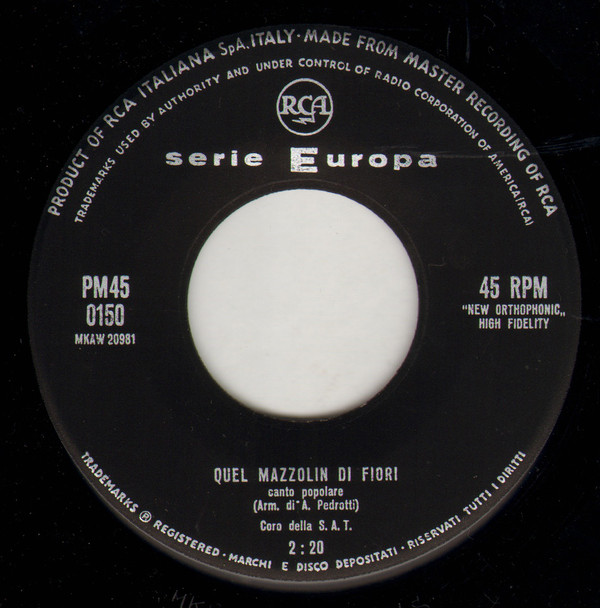 PRODUCT OF RCA ITALIANA SpA, ITALY · MADE FROM MASTER RECORDING OF RCA
TRADEMARKS USED BY AUTHORITY AND UNDER CONTROL OF RADIO CORPORATION OF AMERICA (RCA)
RCA
serie Europa
PM45
0150
MKAW 20981
45 RPM
"NEW ORTHOPHONIC„
HIGH FIDELITY
QUEL MAZZOLIN DI FIORI
canto popolare
(Arm. di A. Pedrotti)
Coro della S. A. T.
2 : 20
TRADEMARKS ® REGISTERED · MARCHI E DISCO DEPOSITATI · RISERVATI TUTTI I DIRITTI